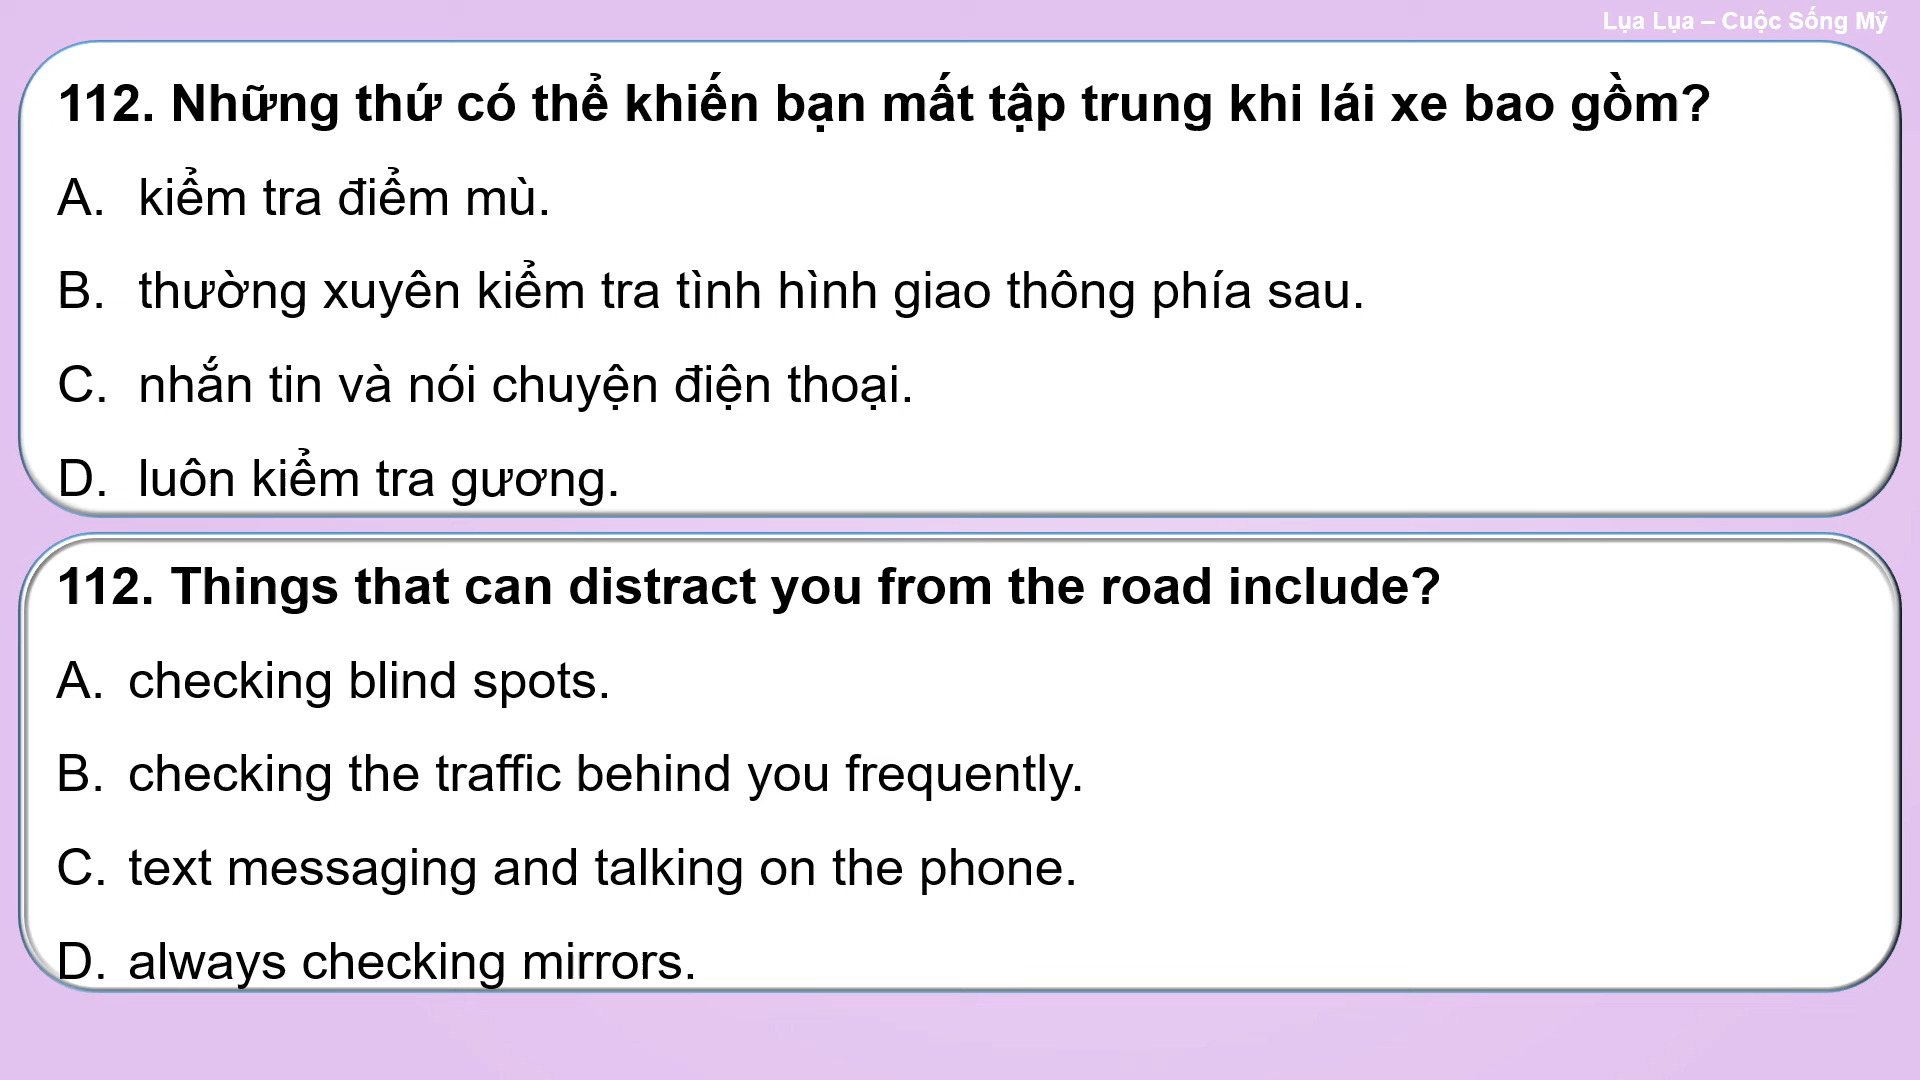 Lụa Lụa – Cuộc Sống Mỹ
112. Những thứ có thể khiến bạn mất tập trung khi lái xe bao gồm?
A. kiểm tra điểm mù.
B. thường xuyên kiểm tra tình hình giao thông phía sau.
C. nhắn tin và nói chuyện điện thoại.
D. luôn kiểm tra gương.
112. Things that can distract you from the road include?
A. checking blind spots.
B. checking the traffic behind you frequently.
C. text messaging and talking on the phone.
D. always checking mirrors.